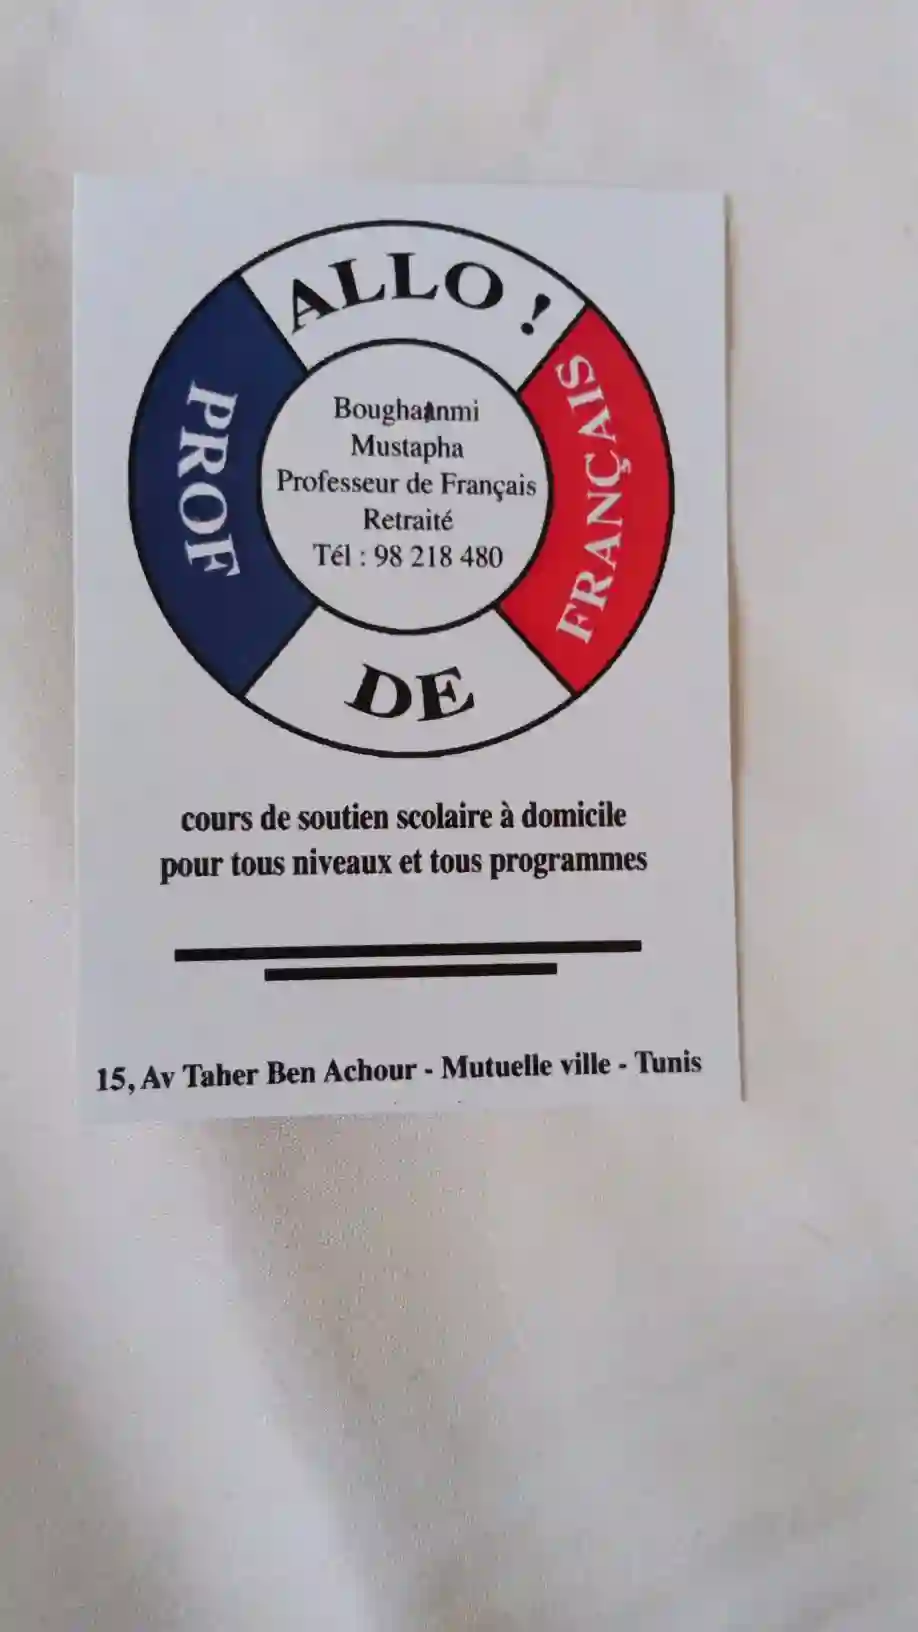 ALLO !
PROF
DE
FRANÇAIS
Mustapha
Professeur de Français
Retraité
Tél : 98 218 480
cours de soutien scolaire à domicile
pour tous niveaux et tous programmes
15, Av Taher Ben Achour - Mutuelle ville - Tunis